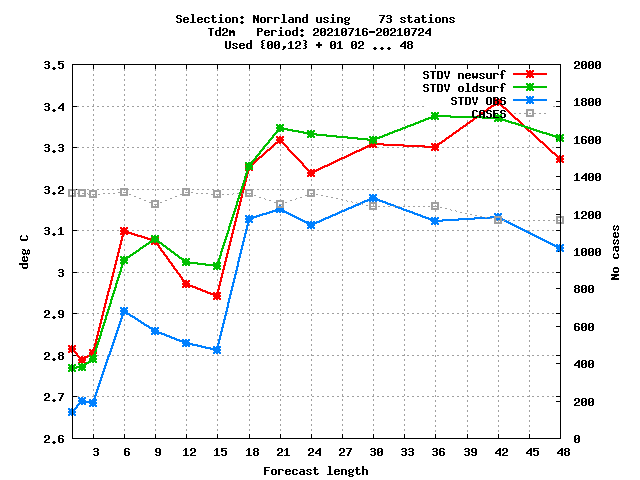 Selection: Norrland using    73 stations
Td2m   Period: 20210716-20210724
Used {00,12} + 01 02 ... 48
STDV newsurf
STDV oldsurf
STDV OBS
CASES
3.5
3.4
3.3
3.2
3.1
3
2.9
2.8
2.7
2.6
deg C
2000
1800
1600
1400
1200
1000
800
600
400
200
0
No cases
3 6 9 12 15 18 21 24 27 30 33 36 39 42 45 48
Forecast length